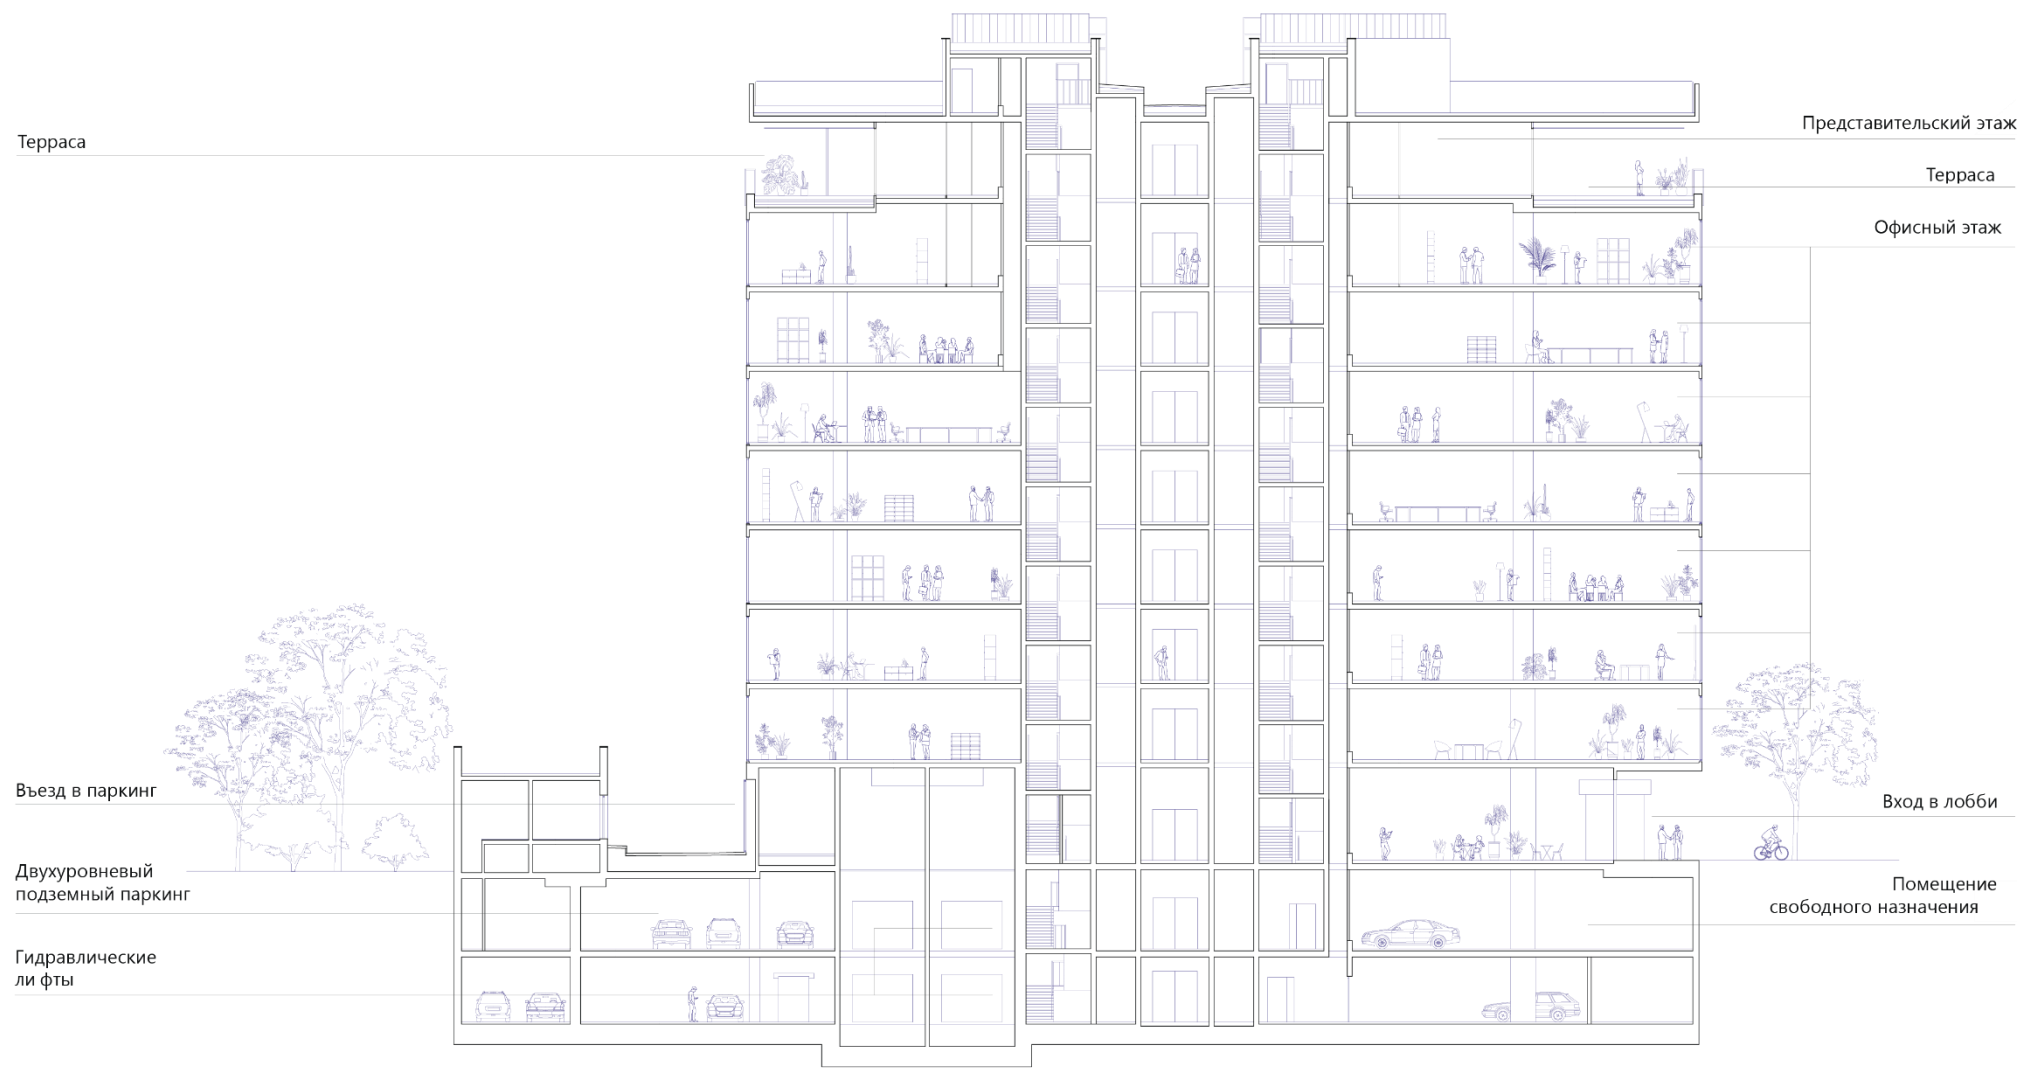 Терраса
Въезд в паркинг
Двухуровневый
подземный паркинг
Гидравлические
ли фты
Представительский этаж
Терраса
Офисный этаж
Вход в лобби
Помещение
свободного назначения